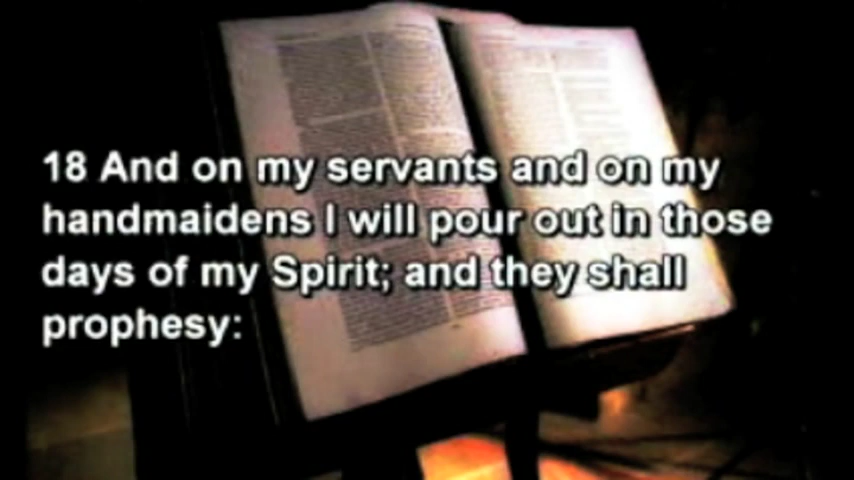 18 And on my servants and on my
handmaidens I will pour out in those
days of my Spirit; and they shall
prophesy: